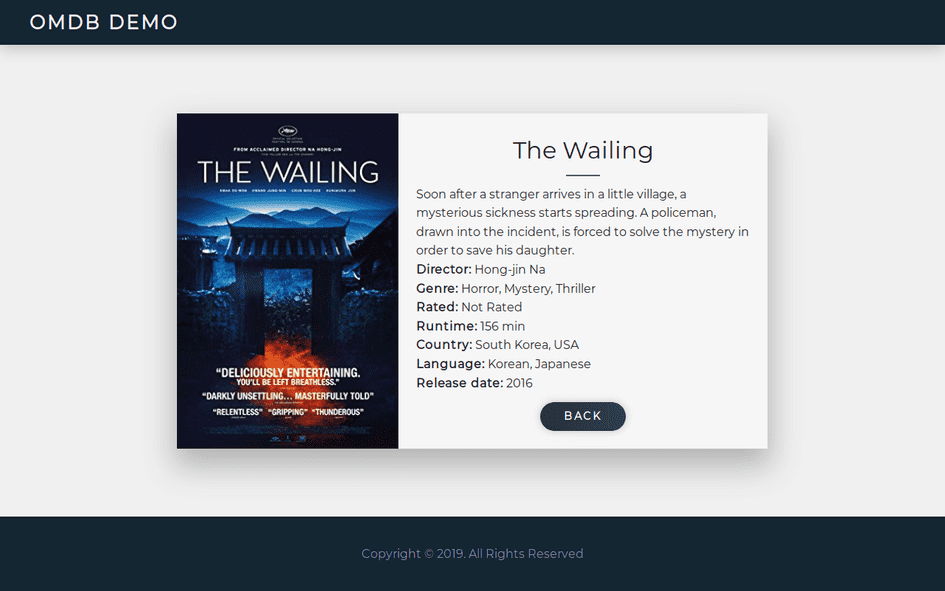 OMDB DEMO
FROM ACCLAIMED DIRECTOR NA HONG-JIN
THE WAILING
"DELICIOUSLY ENTERTAINING.
YOU'LL BE LEFT BREATHLESS."
"DARKLY UNSETTLING... MASTERFULLY TOLD"
"RELENTLESS" "GRIPPING" "THUNDEROUS"
The Wailing
Soon after a stranger arrives in a little village, a
mysterious sickness starts spreading. A policeman,
drawn into the incident, is forced to solve the mystery in
order to save his daughter.
Director: Hong-jin Na
Genre: Horror, Mystery, Thriller
Rated: Not Rated
Runtime: 156 min
Country: South Korea, USA
Language: Korean, Japanese
Release date: 2016
BACK
Copyright © 2019. All Rights Reserved